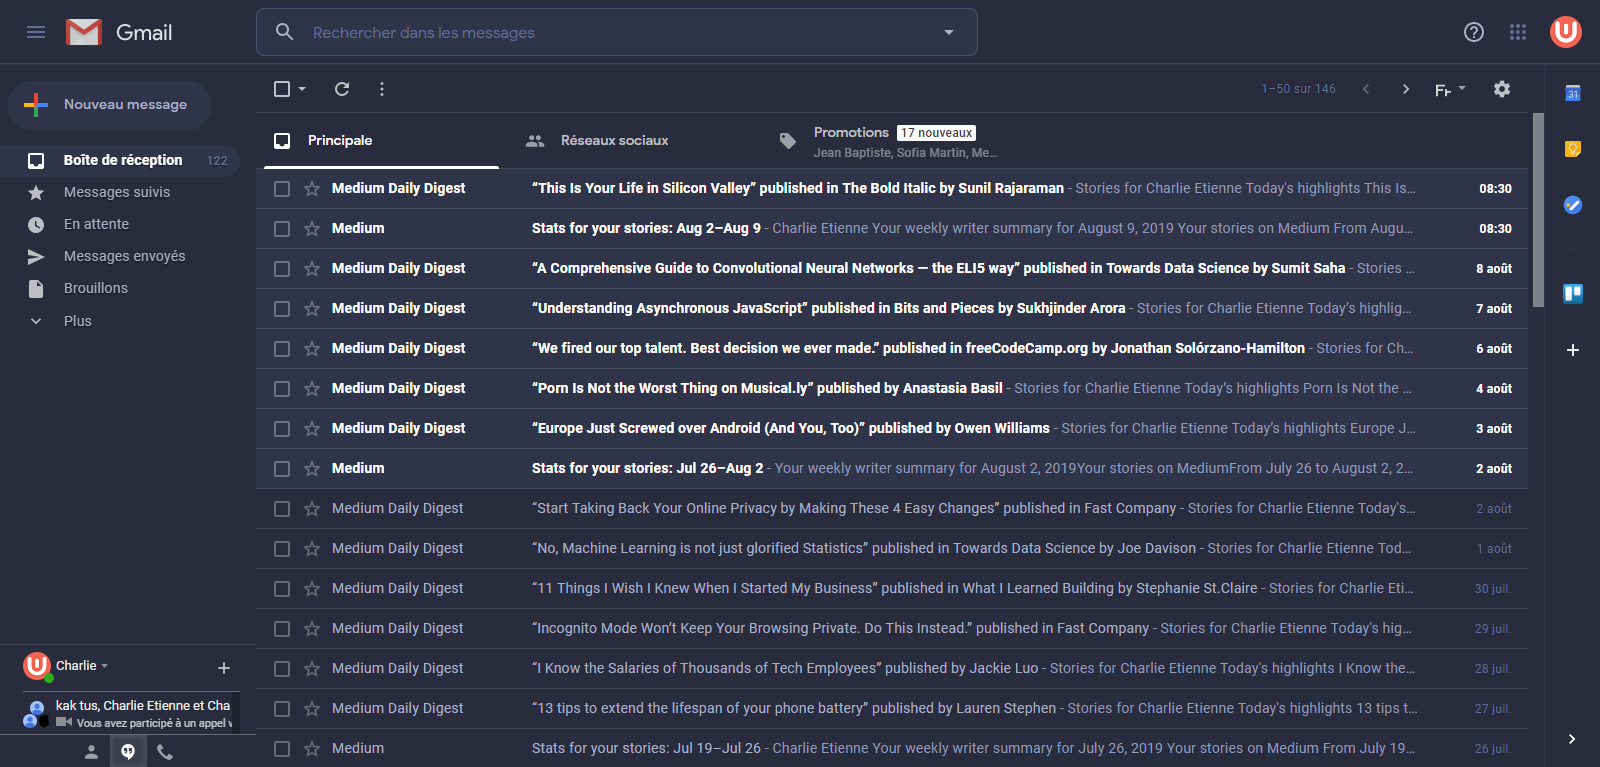 Gmail
Rechercher dans les messages
Nouveau message
1–50 sur 146
Fr
31
Boîte de réception 122
Messages suivis
En attente
Messages envoyés
Brouillons
Plus
Principale
Réseaux sociaux
Promotions 17 nouveaux
Jean Baptiste, Sofia Martin, Me…
Medium Daily Digest “This Is Your Life in Silicon Valley” published in The Bold Italic by Sunil Rajaraman - Stories for Charlie Etienne Today's highlights This Is… 08:30
Medium Stats for your stories: Aug 2–Aug 9 - Charlie Etienne Your weekly writer summary for August 9, 2019 Your stories on Medium From Augu… 08:30
Medium Daily Digest “A Comprehensive Guide to Convolutional Neural Networks — the ELI5 way” published in Towards Data Science by Sumit Saha - Stories … 8 août
Medium Daily Digest “Understanding Asynchronous JavaScript” published in Bits and Pieces by Sukhjinder Arora - Stories for Charlie Etienne Today’s highlig… 7 août
Medium Daily Digest “We fired our top talent. Best decision we ever made.” published in freeCodeCamp.org by Jonathan Solórzano-Hamilton - Stories for Ch… 6 août
Medium Daily Digest “Porn Is Not the Worst Thing on Musical.ly” published by Anastasia Basil - Stories for Charlie Etienne Today’s highlights Porn Is Not the … 4 août
Medium Daily Digest “Europe Just Screwed over Android (And You, Too)” published by Owen Williams - Stories for Charlie Etienne Today’s highlights Europe J… 3 août
Medium Stats for your stories: Jul 26–Aug 2 - Your weekly writer summary for August 2, 2019Your stories on MediumFrom July 26 to August 2, 2… 2 août
Medium Daily Digest “Start Taking Back Your Online Privacy by Making These 4 Easy Changes” published in Fast Company - Stories for Charlie Etienne Today's… 2 août
Medium Daily Digest “No, Machine Learning is not just glorified Statistics” published in Towards Data Science by Joe Davison - Stories for Charlie Etienne Tod… 1 août
Medium Daily Digest “11 Things I Wish I Knew When I Started My Business” published in What I Learned Building by Stephanie St.Claire - Stories for Charlie Eti… 30 juil.
Medium Daily Digest “Incognito Mode Won’t Keep Your Browsing Private. Do This Instead.” published in Fast Company - Stories for Charlie Etienne Today's hig… 29 juil.
Medium Daily Digest “I Know the Salaries of Thousands of Tech Employees” published by Jackie Luo - Stories for Charlie Etienne Today's highlights I Know the… 28 juil.
Medium Daily Digest “13 tips to extend the lifespan of your phone battery” published by Lauren Stephen - Stories for Charlie Etienne Today's highlights 13 tips t… 27 juil.
Medium Stats for your stories: Jul 19–Jul 26 - Charlie Etienne Your weekly writer summary for July 26, 2019 Your stories on Medium From July 19… 26 juil.
Charlie
kak tus, Charlie Etienne et Cha
Vous avez participé à un appel v